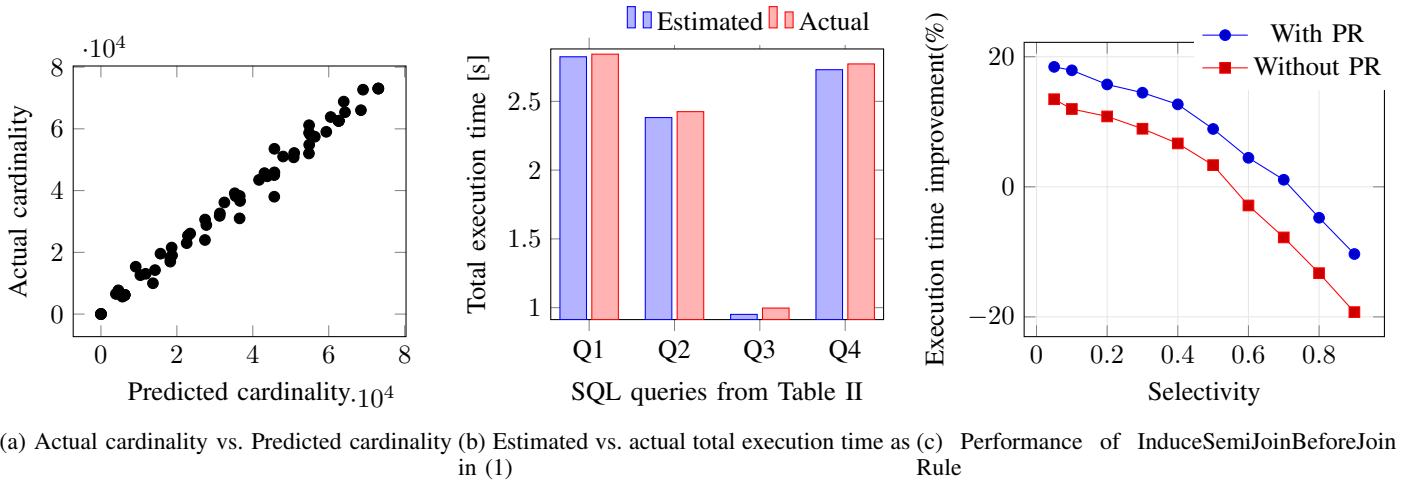 ·10^4
8
6
4
2
0
0 2 4 6 8
Actual cardinality
Predicted cardinality
·10^4
Estimated Actual
2.5
2
1.5
1
Total execution time [s]
Q1 Q2 Q3 Q4
SQL queries from Table II
With PR
Without PR
20
0
−20
Execution time improvement(%)
0 0.2 0.4 0.6 0.8
Selectivity
(a) Actual cardinality vs. Predicted cardinality
(b) Estimated vs. actual total execution time as
in (1)
(c) Performance of InduceSemiJoinBeforeJoin
Rule